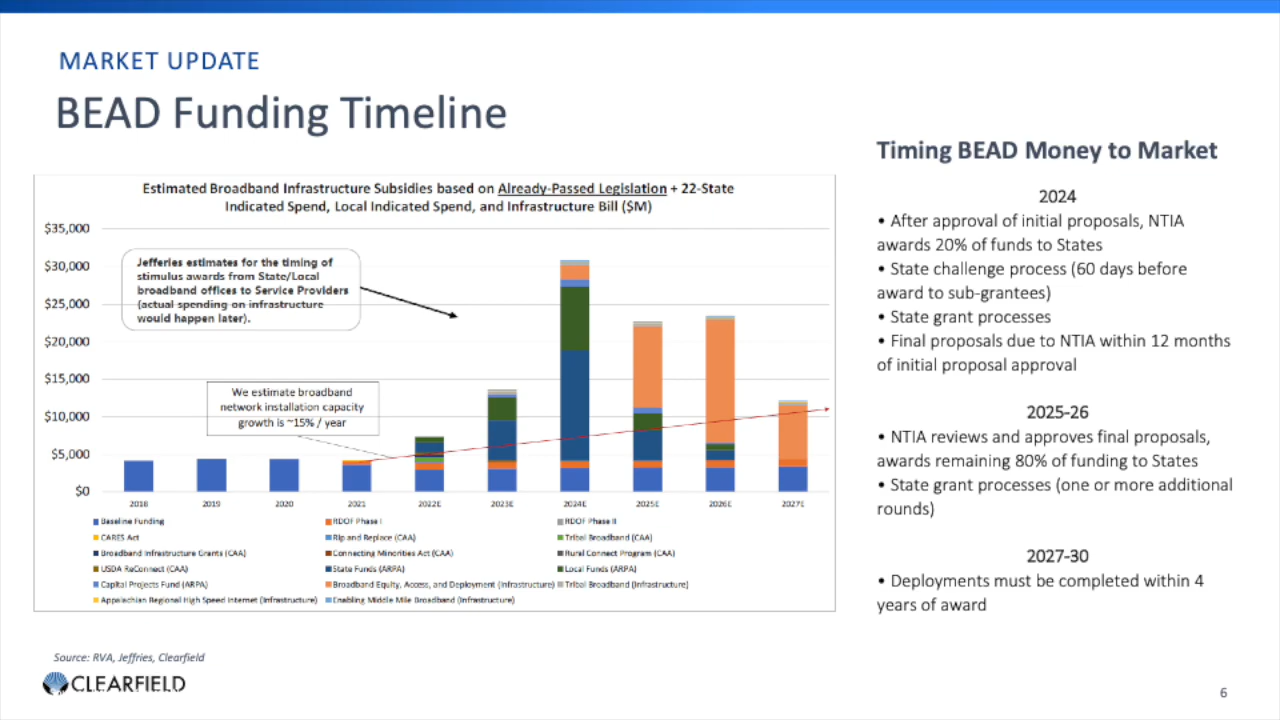 MARKET UPDATE
BEAD Funding Timeline
Estimated Broadband Infrastructure Subsidies based on Already-Passed Legislation + 22-State
Indicated Spend, Local Indicated Spend, and Infrastructure Bill ($M)
$35,000
$30,000
$25,000
$20,000
$15,000
$10,000
$5,000
$0
Jefferies estimates for the timing of
stimulus awards from State/Local
broadband offices to Service Providers
(actual spending on infrastructure
would happen later).
We estimate broadband
network installation capacity
growth is ~15% / year
2018 2019 2020 2021 2022E 2023E 2024E 2025E 2026E 2027E
Baseline Funding RDOF Phase I RDOF Phase II
CARES Act Rip and Replace (CAA) Tribal Broadband (CAA)
Broadband Infrastructure Grants (CAA) Connecting Minorities Act (CAA) Rural Connect Program (CAA)
USDA ReConnect (CAA) State Funds (ARPA) Local Funds (ARPA)
Capital Projects Fund (ARPA) Broadband Equity, Access, and Deployment (Infrastructure) Tribal Broadband (Infrastructure)
Appalachian Regional High Speed Internet (Infrastructure) Enabling Middle Mile Broadband (Infrastructure)
Timing BEAD Money to Market
2024
• After approval of initial proposals, NTIA
awards 20% of funds to States
• State challenge process (60 days before
award to sub-grantees)
• State grant processes
• Final proposals due to NTIA within 12 months
of initial proposal approval
2025-26
• NTIA reviews and approves final proposals,
awards remaining 80% of funding to States
• State grant processes (one or more additional
rounds)
2027-30
• Deployments must be completed within 4
years of award
Source: RVA, Jeffries, Clearfield
CLEARFIELD
6